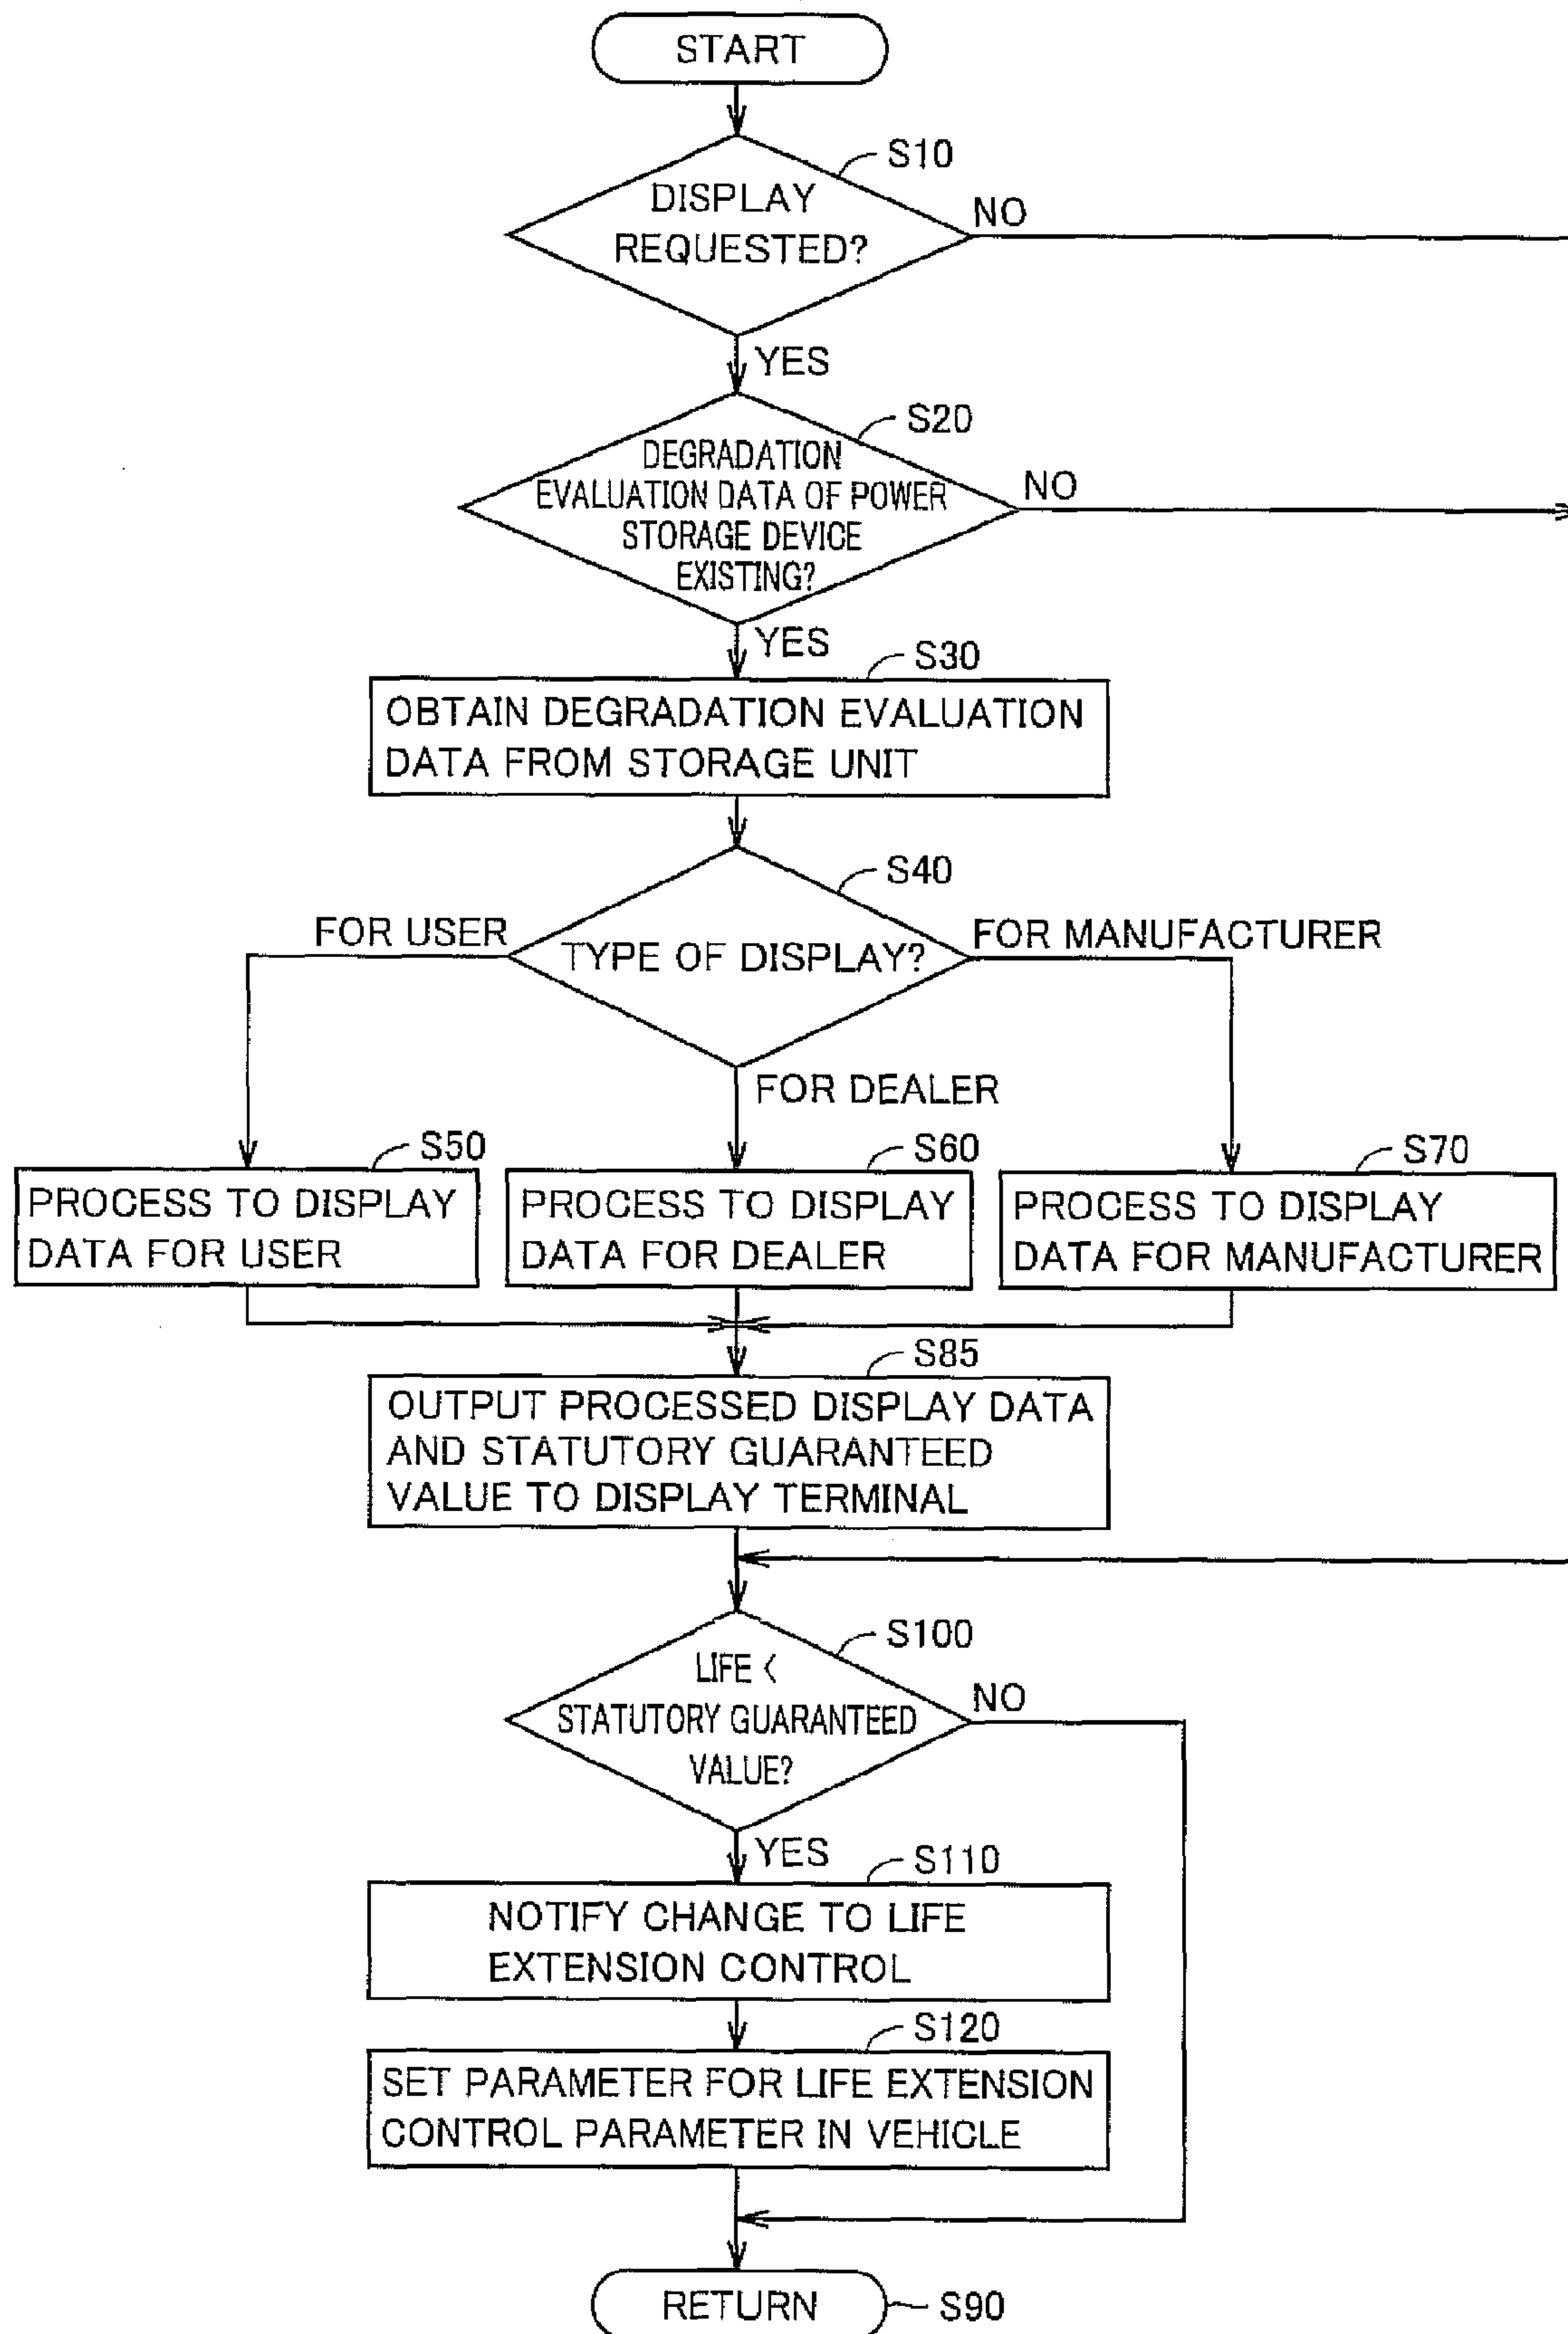 START
S10
DISPLAY
REQUESTED?
NO
YES
S20
DEGRADATION
EVALUATION DATA OF POWER
STORAGE DEVICE
EXISTING?
NO
YES
S30
OBTAIN DEGRADATION EVALUATION
DATA FROM STORAGE UNIT
S40
FOR USER
TYPE OF DISPLAY?
FOR MANUFACTURER
FOR DEALER
S50
PROCESS TO DISPLAY
DATA FOR USER
S60
PROCESS TO DISPLAY
DATA FOR DEALER
S70
PROCESS TO DISPLAY
DATA FOR MANUFACTURER
S85
OUTPUT PROCESSED DISPLAY DATA
AND STATUTORY GUARANTEED
VALUE TO DISPLAY TERMINAL
S100
LIFE <
STATUTORY GUARANTEED
VALUE?
NO
YES
S110
NOTIFY CHANGE TO LIFE
EXTENSION CONTROL
S120
SET PARAMETER FOR LIFE EXTENSION
CONTROL PARAMETER IN VEHICLE
RETURN
S90